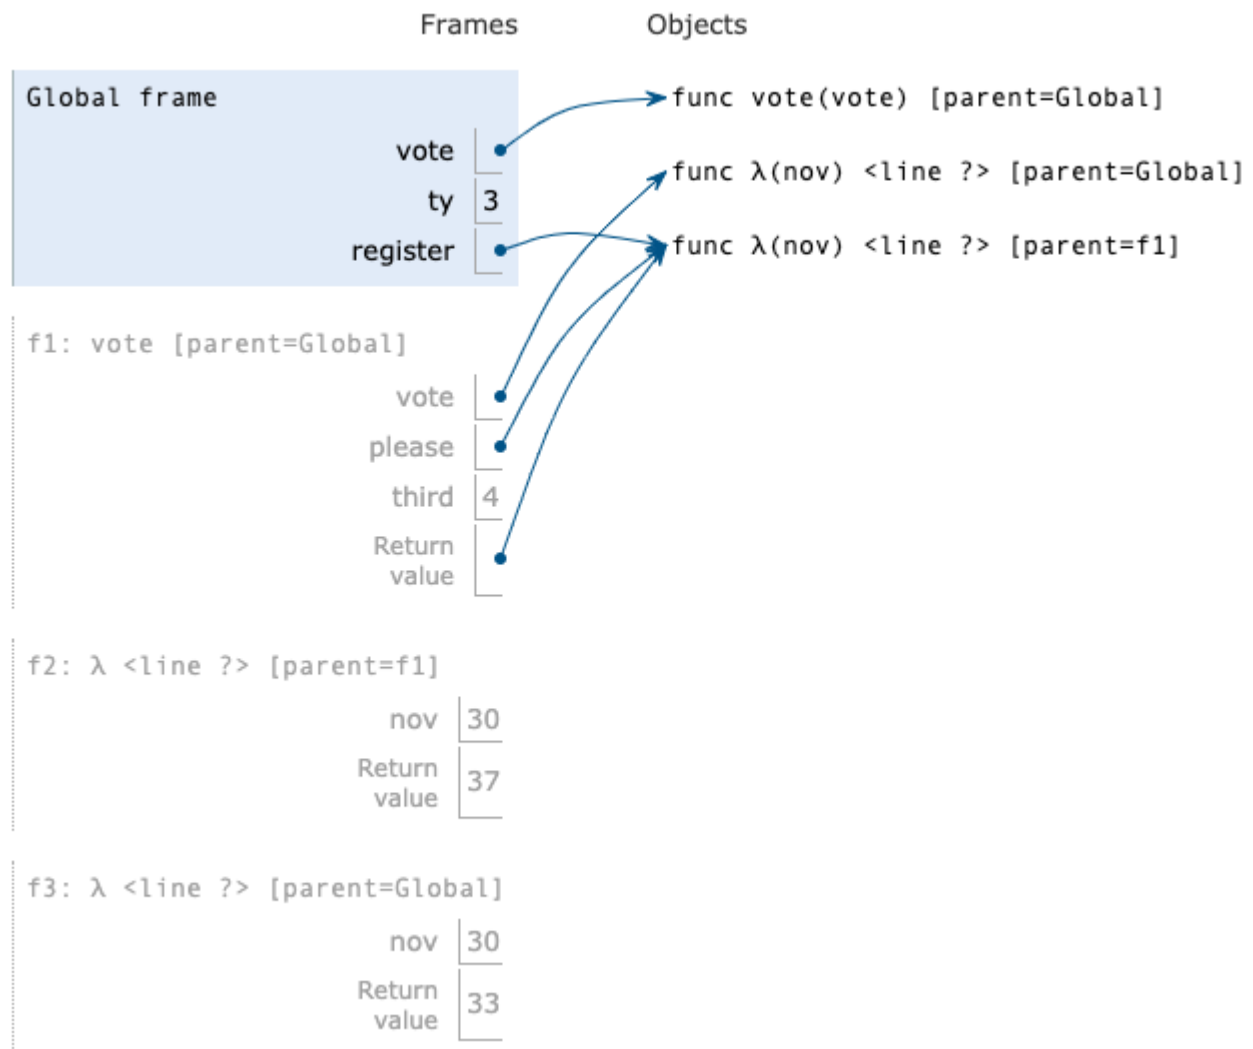 Frames Objects
Global frame
vote
ty 3
register
func vote(vote) [parent=Global]
func λ(nov) <line ?> [parent=Global]
func λ(nov) <line ?> [parent=f1]
f1: vote [parent=Global]
vote
please
third 4
Return
value
f2: λ <line ?> [parent=f1]
nov 30
Return
value 37
f3: λ <line ?> [parent=Global]
nov 30
Return
value 33